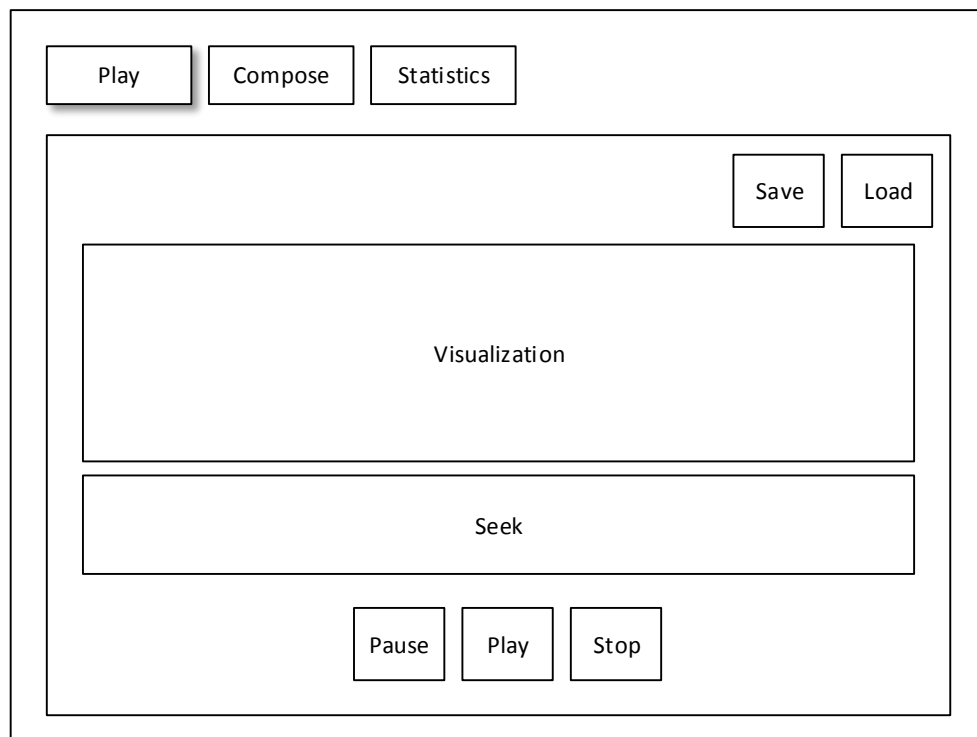 Play Compose Statistics
Save Load
Visualization
Seek
Pause Play Stop